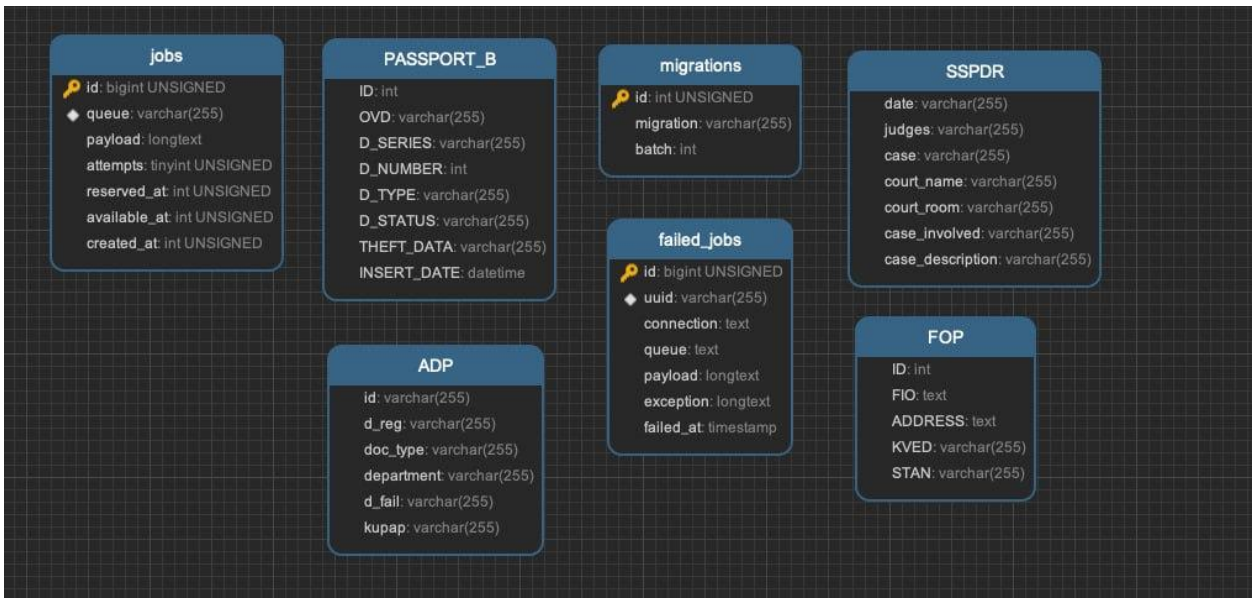 jobs
id: bigint UNSIGNED
queue: varchar(255)
payload: longtext
attempts: tinyint UNSIGNED
reserved_at: int UNSIGNED
available_at: int UNSIGNED
created_at: int UNSIGNED
PASSPORT_B
ID: int
OVD: varchar(255)
D_SERIES: varchar(255)
D_NUMBER: int
D_TYPE: varchar(255)
D_STATUS: varchar(255)
THEFT_DATA: varchar(255)
INSERT_DATE: datetime
migrations
id: int UNSIGNED
migration: varchar(255)
batch: int
SSPDR
date: varchar(255)
judges: varchar(255)
case: varchar(255)
court_name: varchar(255)
court_room: varchar(255)
case_involved: varchar(255)
case_description: varchar(255)
ADP
id: varchar(255)
d_reg: varchar(255)
doc_type: varchar(255)
department: varchar(255)
d_fail: varchar(255)
kupap: varchar(255)
failed_jobs
id: bigint UNSIGNED
uuid: varchar(255)
connection: text
queue: text
payload: longtext
exception: longtext
failed_at: timestamp
FOP
ID: int
FIO: text
ADDRESS: text
KVED: varchar(255)
STAN: varchar(255)